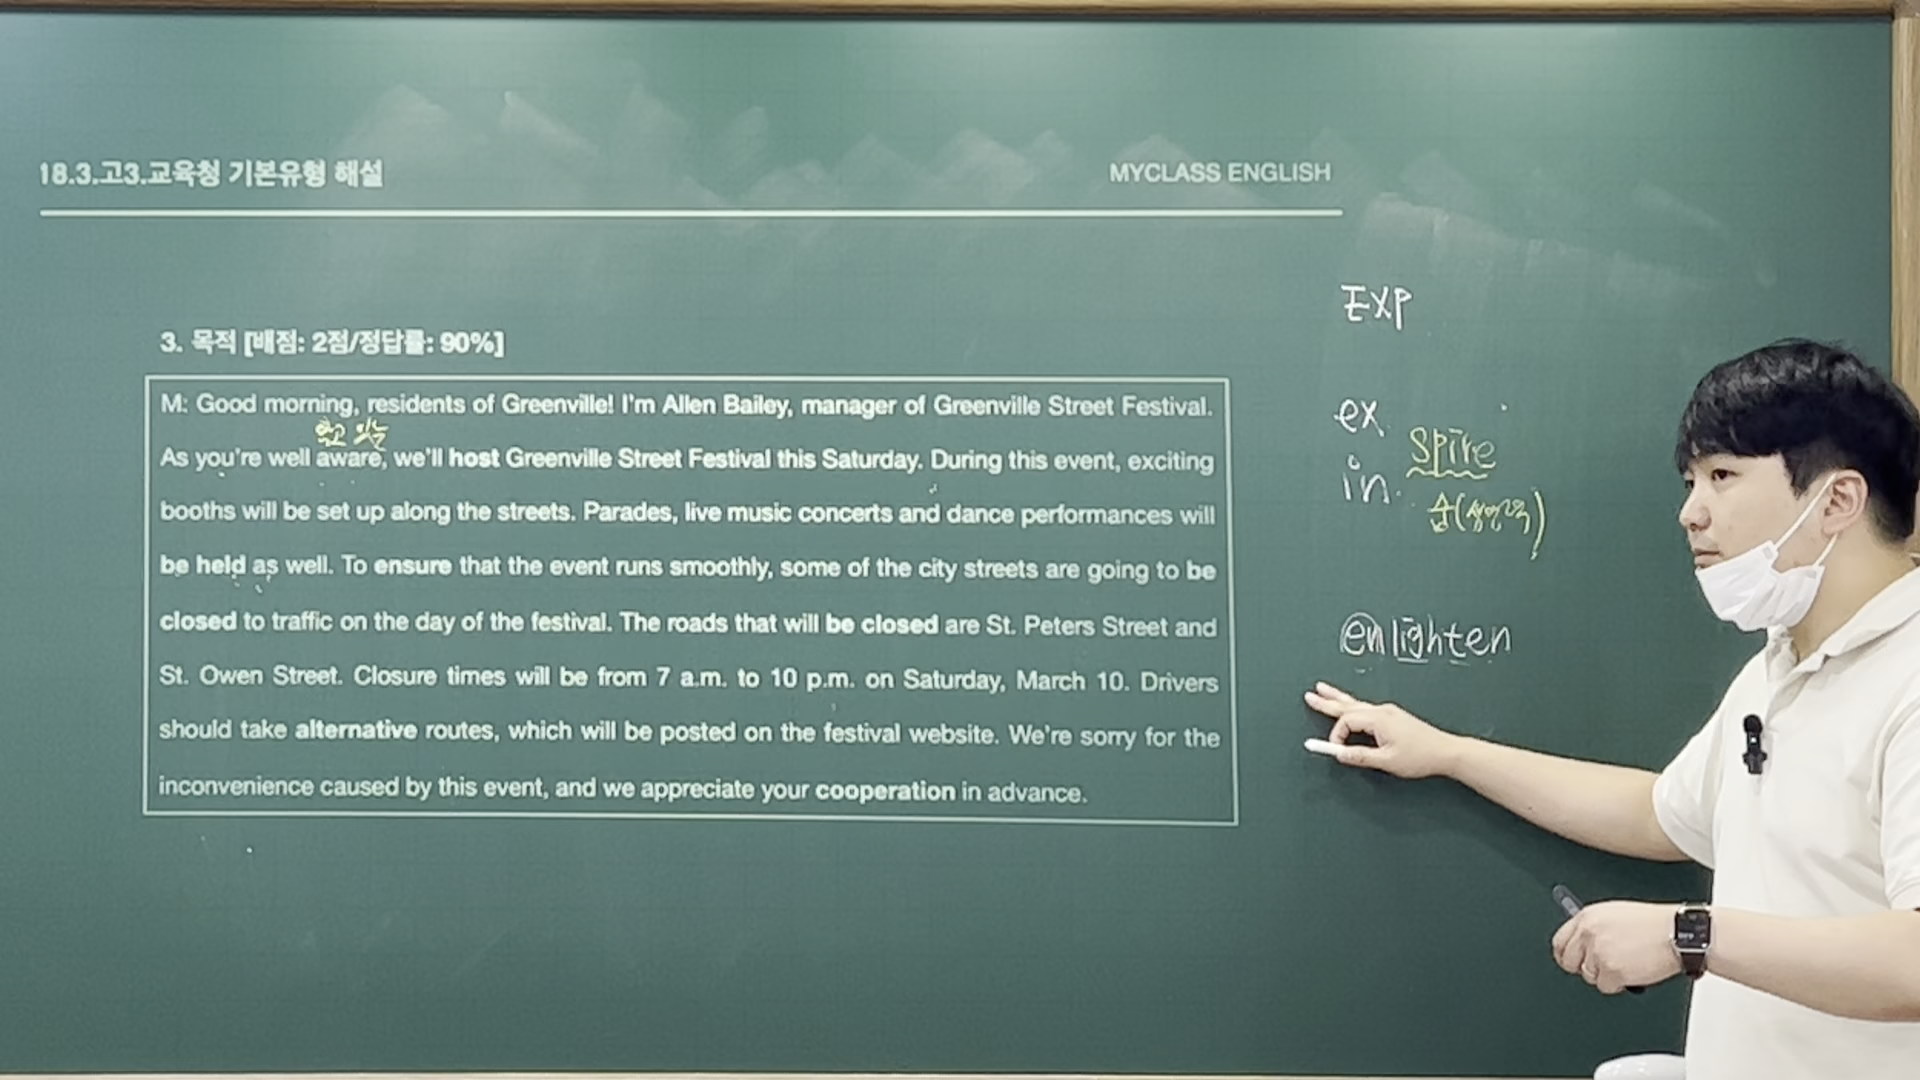 18.3.고3.교육청 기본유형 해설
MYCLASS ENGLISH
3. 목적 [배점: 2점/정답률: 90%]
M: Good morning, residents of Greenville! I'm Allen Bailey, manager of Greenville Street Festival.
알고 있는
As you're well aware, we'll host Greenville Street Festival this Saturday. During this event, exciting
booths will be set up along the streets. Parades, live music concerts and dance performances will
be held as well. To ensure that the event runs smoothly, some of the city streets are going to be
closed to traffic on the day of the festival. The roads that will be closed are St. Peters Street and
St. Owen Street. Closure times will be from 7 a.m. to 10 p.m. on Saturday, March 10. Drivers
should take alternative routes, which will be posted on the festival website. We're sorry for the
inconvenience caused by this event, and we appreciate your cooperation in advance.
EXP
ex
spire
in
숨(생명력)
enlighten